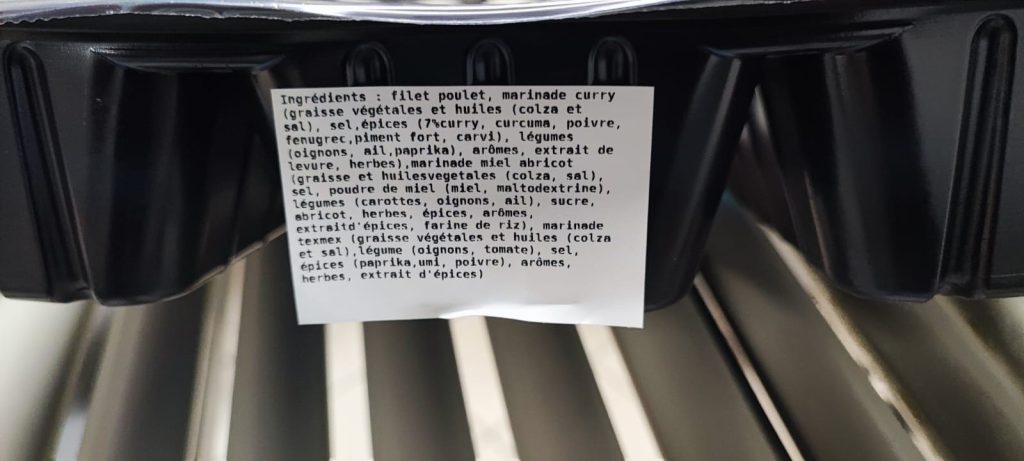 Ingrédients : filet poulet, marinade curry
(graisse végétales et huiles (colza et
sal), sel,épices (7%curry, curcuma, poivre,
fenugrec,piment fort, carvi), légumes
(oignons, ail,paprika), arômes, extrait de
levure, herbes),marinade miel abricot
(graisse et huilesvegetales (colza, sal),
sel, poudre de miel (miel, maltodextrine),
légumes (carottes, oignons, ail), sucre,
abricot, herbes, épices, arômes,
extraitd'épices, farine de riz), marinade
texmex (graisse végétales et huiles (colza
et sal),légume (oignons, tomate), sel,
épices (paprika,umi, poivre), arômes,
herbes, extrait d'épices)